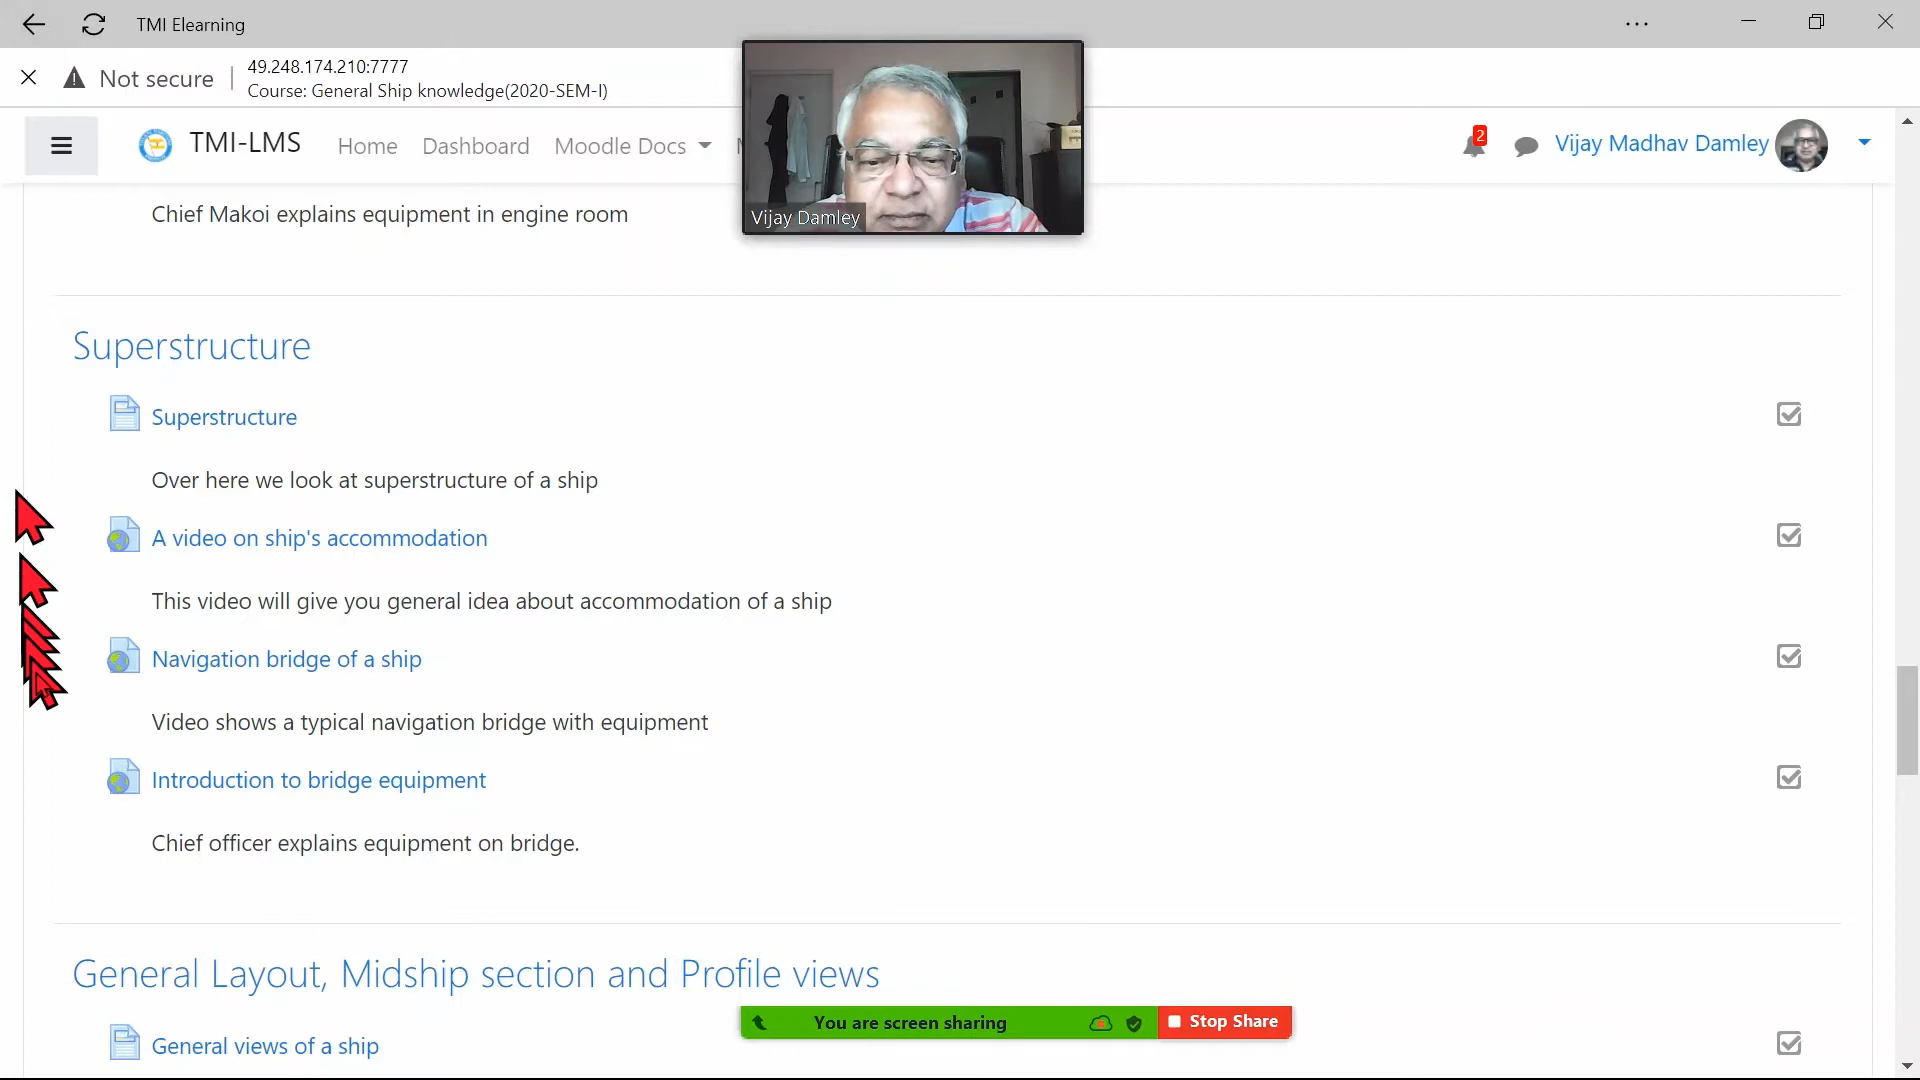 TMI Elearning
Not secure
49.248.174.210:7777
Course: General Ship knowledge(2020-SEM-I)
TMI-LMS
Home
Dashboard
Moodle Docs
2
Vijay Madhav Damley
Vijay Damley
Chief Makoi explains equipment in engine room
Superstructure
Superstructure
Over here we look at superstructure of a ship
A video on ship's accommodation
This video will give you general idea about accommodation of a ship
Navigation bridge of a ship
Video shows a typical navigation bridge with equipment
Introduction to bridge equipment
Chief officer explains equipment on bridge.
General Layout, Midship section and Profile views
You are screen sharing
Stop Share
General views of a ship